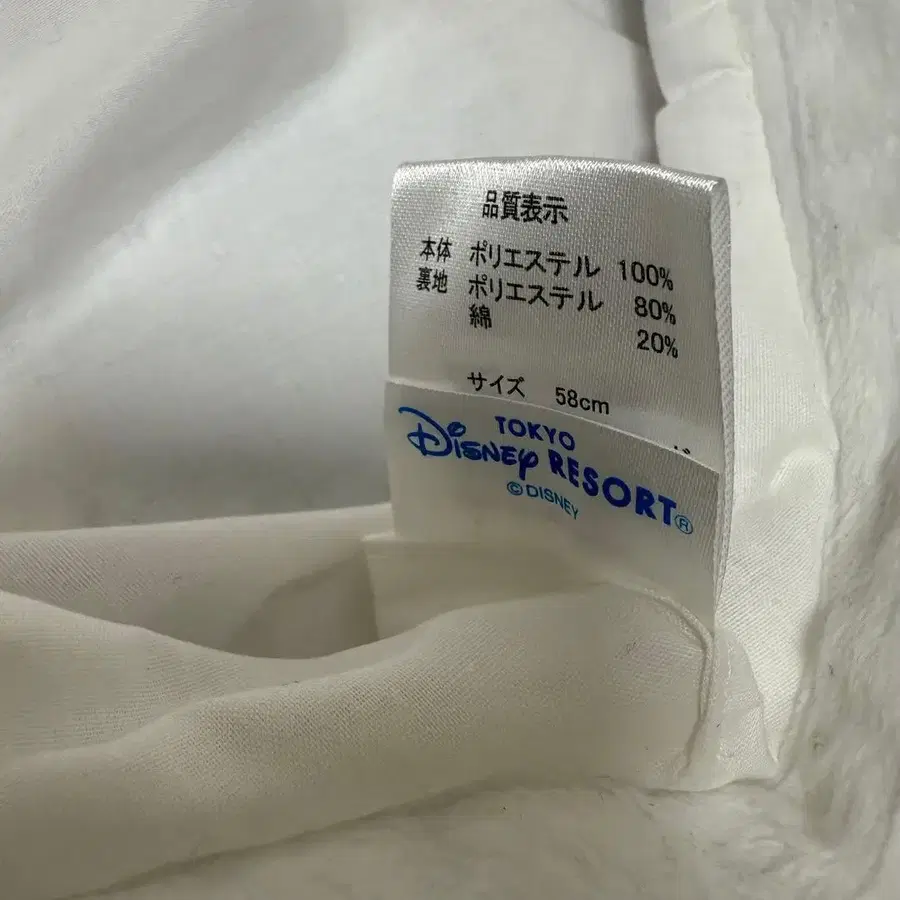 品質表示
本体 ポリエステル 100%
裏地 ポリエステル 80%
綿 20%
サイズ 58cm
TOKYO
Disney RESORT®
© DISNEY